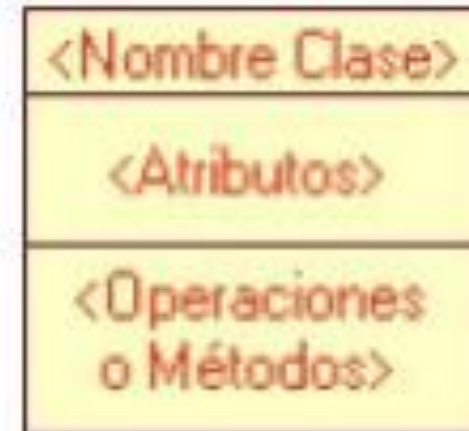 <Nombre Clase>
<Atributos>
<Operaciones
o Métodos>